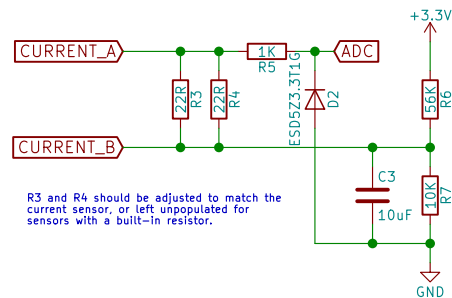 +3.3V
CURRENT_A
1K
R5
ADC
22R
R3
22R
R4
ESD5Z3.3T1G
D2
56K
R6
CURRENT_B
C3
10uF
10K
R7
R3 and R4 should be adjusted to match the
current sensor, or left unpopulated for
sensors with a built-in resistor.
GND